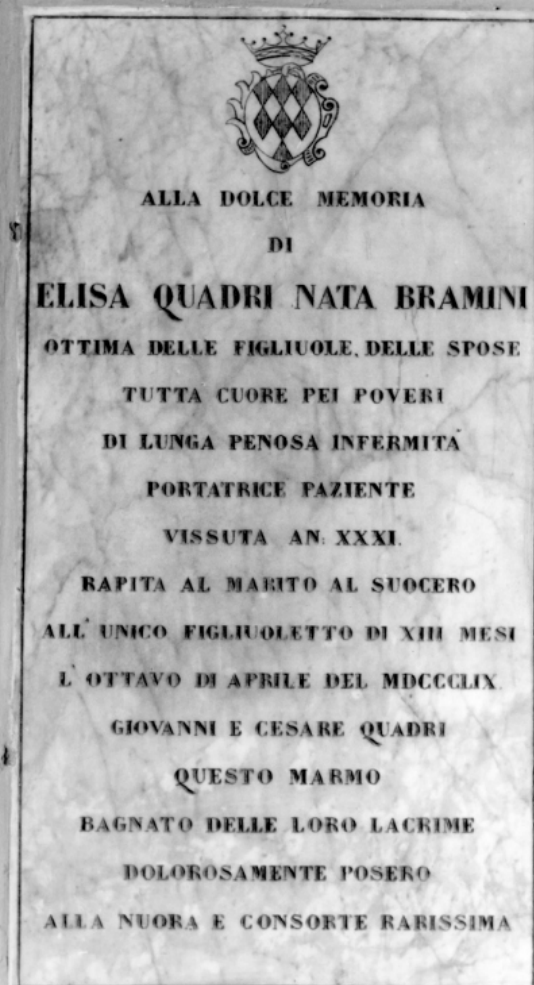 ALLA DOLCE MEMORIA
DI
ELISA QUADRI NATA BRAMINI
OTTIMA DELLE FIGLIUOLE, DELLE SPOSE
TUTTA CUORE PEI POVERI
DI LUNGA PENOSA INFERMITÀ
PORTATRICE PAZIENTE
VISSUTA AN: XXXI.
RAPITA AL MARITO AL SUOCERO
ALL' UNICO FIGLIUOLETTO DI XIII MESI
L' OTTAVO DI APRILE DEL MDCCCLIX
GIOVANNI E CESARE QUADRI
QUESTO MARMO
BAGNATO DELLE LORO LACRIME
DOLOROSAMENTE POSERO
ALLA NUORA E CONSORTE RARISSIMA